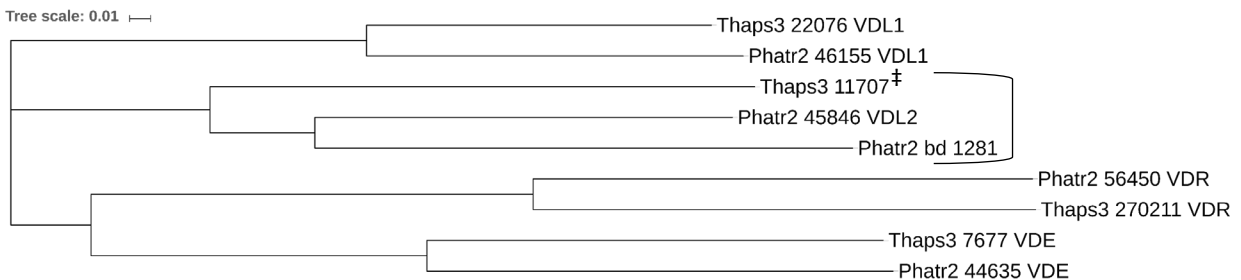 Tree scale: 0.01
Thaps3 22076 VDL1
Phatr2 46155 VDL1
Thaps3 11707‡
Phatr2 45846 VDL2
Phatr2 bd 1281
Phatr2 56450 VDR
Thaps3 270211 VDR
Thaps3 7677 VDE
Phatr2 44635 VDE